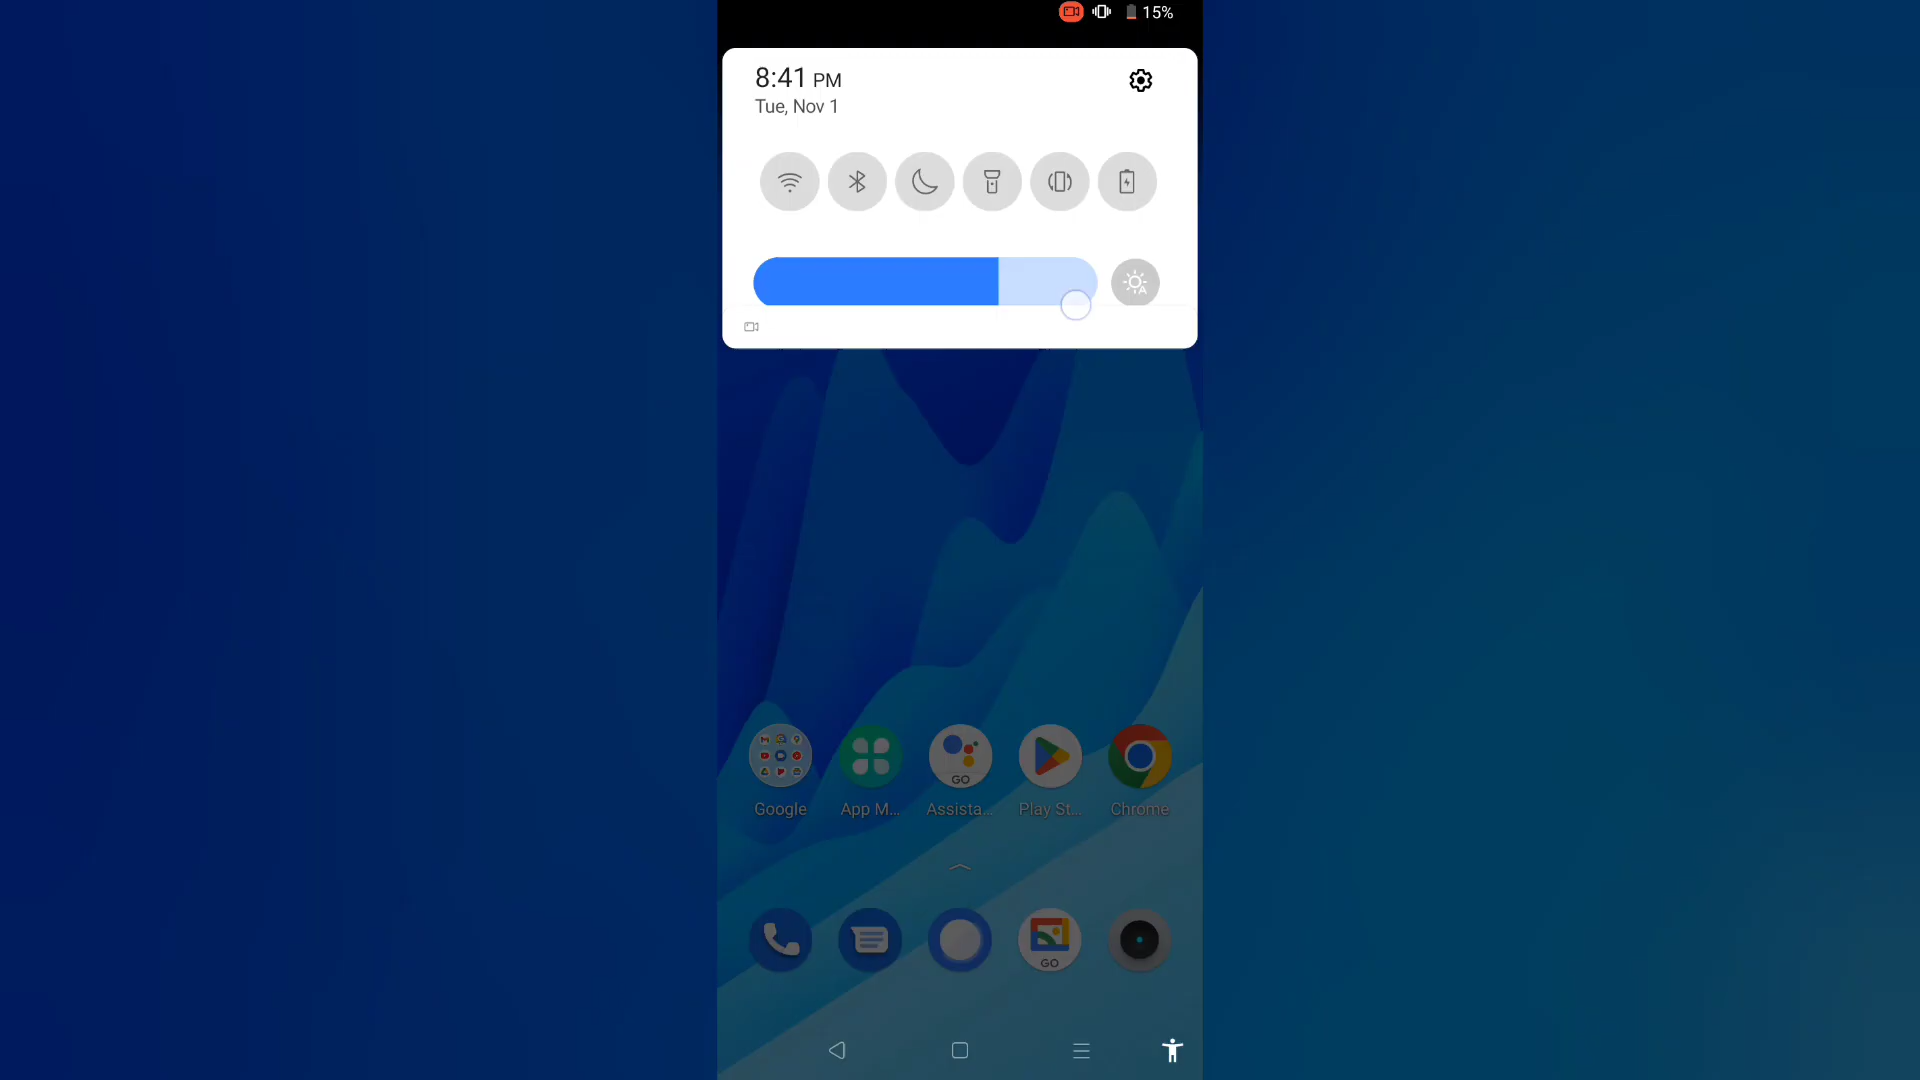 15%
8:41 PM
Tue, Nov 1
GO
Google
App M...
Assista...
Play St...
Chrome
GO